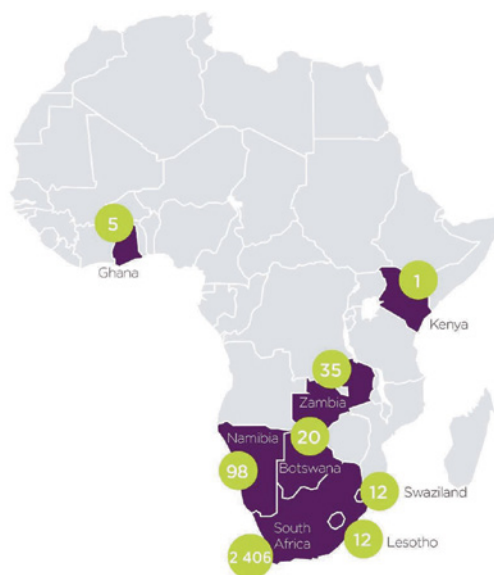 5
Ghana
1
Kenya
35
Zambia
Namibia
20
98
Botswana
12
Swaziland
South
Africa
12
Lesotho
2 406